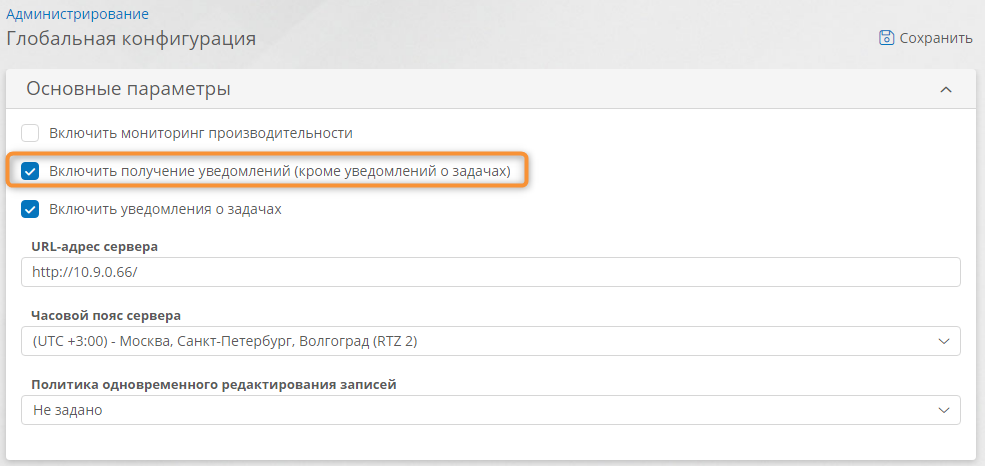 Администрирование
Глобальная конфигурация
Сохранить
Основные параметры
Включить мониторинг производительности
Включить получение уведомлений (кроме уведомлений о задачах)
Включить уведомления о задачах
URL-адрес сервера
http://10.9.0.66/
Часовой пояс сервера
(UTC +3:00) - Москва, Санкт-Петербург, Волгоград (RTZ 2)
Политика одновременного редактирования записей
Не задано